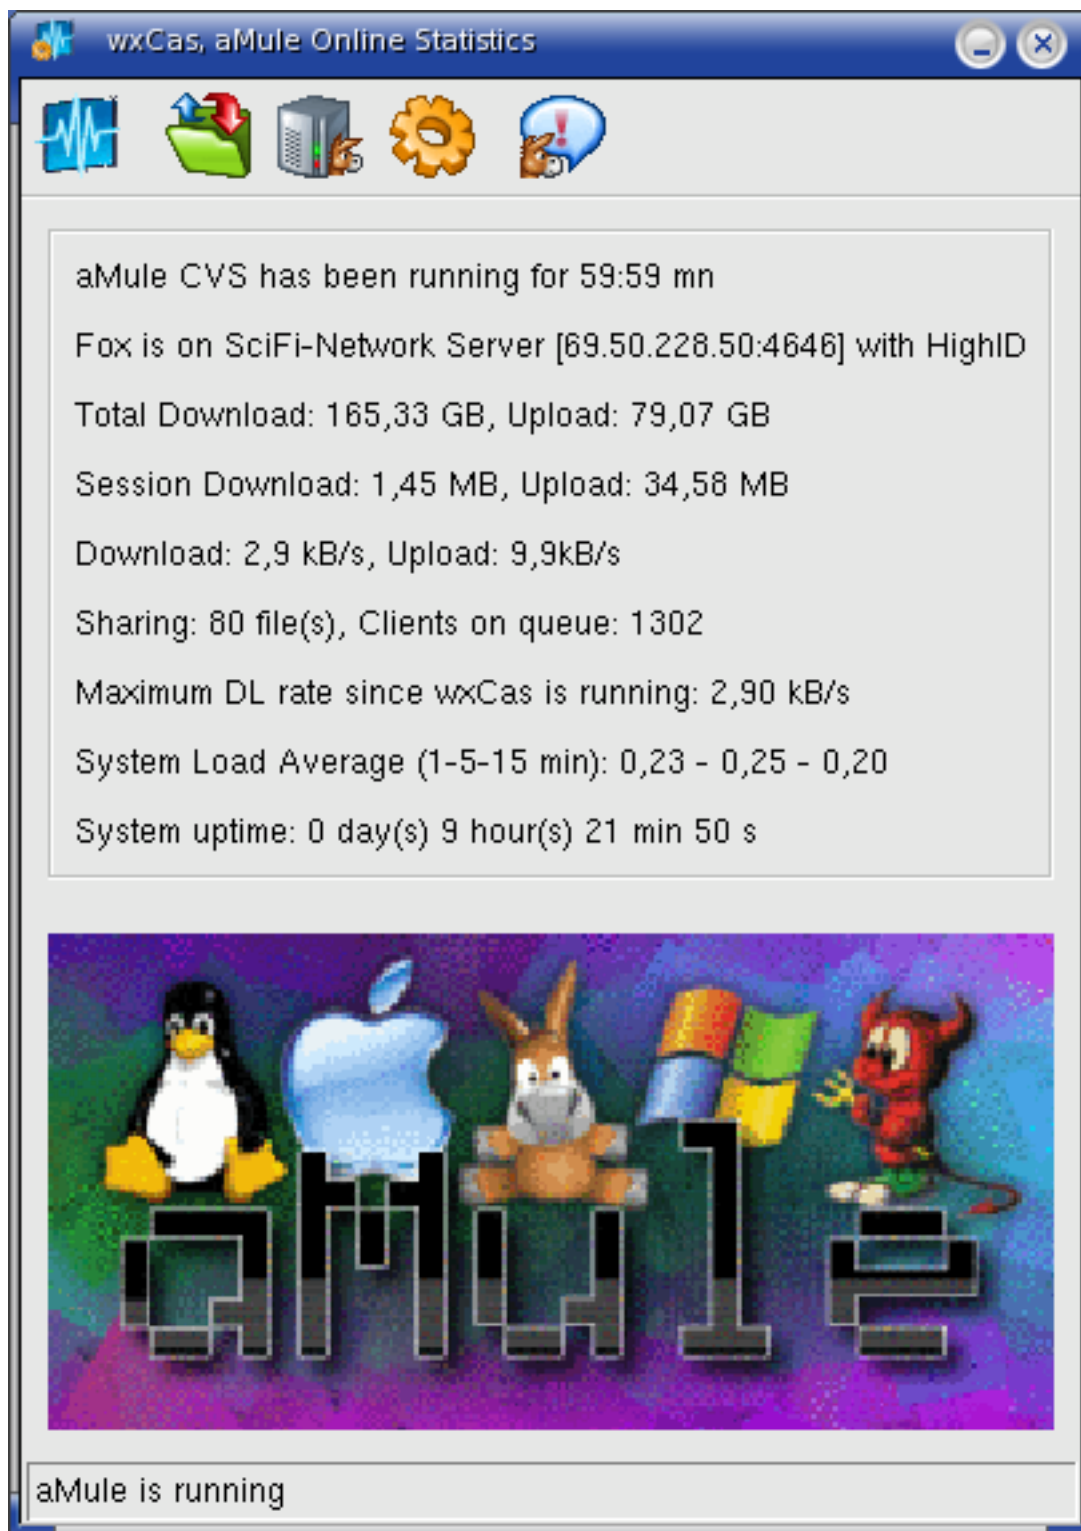 wxCas, aMule Online Statistics
aMule CVS has been running for 59:59 mn
Fox is on SciFi-Network Server [69.50.228.50:4646] with HighID
Total Download: 165,33 GB, Upload: 79,07 GB
Session Download: 1,45 MB, Upload: 34,58 MB
Download: 2,9 kB/s, Upload: 9,9kB/s
Sharing: 80 file(s), Clients on queue: 1302
Maximum DL rate since wxCas is running: 2,90 kB/s
System Load Average (1-5-15 min): 0,23 - 0,25 - 0,20
System uptime: 0 day(s) 9 hour(s) 21 min 50 s
aMule
aMule is running